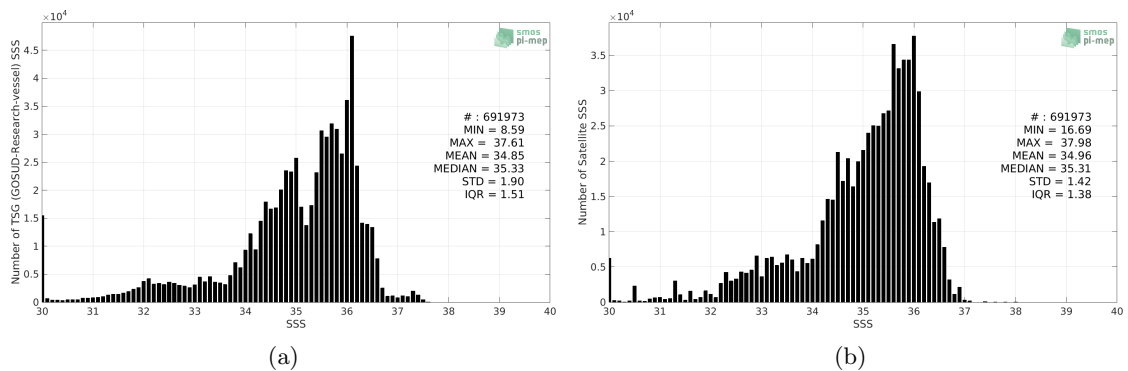 ×10⁴
smos
pi-mep
Number of TSG (GOSUD-Research-vessel) SSS
4.5
4
3.5
3
2.5
2
1.5
1
0.5
0
# : 691973
MIN = 8.59
MAX = 37.61
MEAN = 34.85
MEDIAN = 35.33
STD = 1.90
IQR = 1.51
30 31 32 33 34 35 36 37 38 39 40
SSS
(a)
×10⁴
smos
pi-mep
Number of Satellite SSS
3.5
3
2.5
2
1.5
1
0.5
0
# : 691973
MIN = 16.69
MAX = 37.98
MEAN = 34.96
MEDIAN = 35.31
STD = 1.42
IQR = 1.38
30 31 32 33 34 35 36 37 38 39 40
SSS
(b)